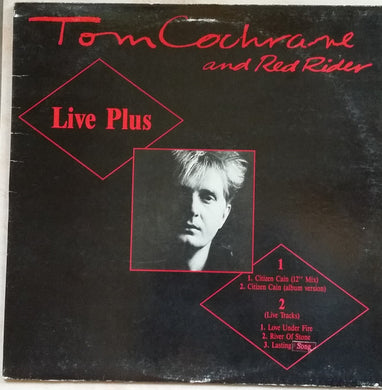 Tom Cochrane
and Red Rider
Live Plus
1
1. Citizen Cain (12" Mix)
2. Citizen Cain (album version)
2
(Live Tracks)
1. Love Under Fire
2. River Of Stone
3. Lasting Song